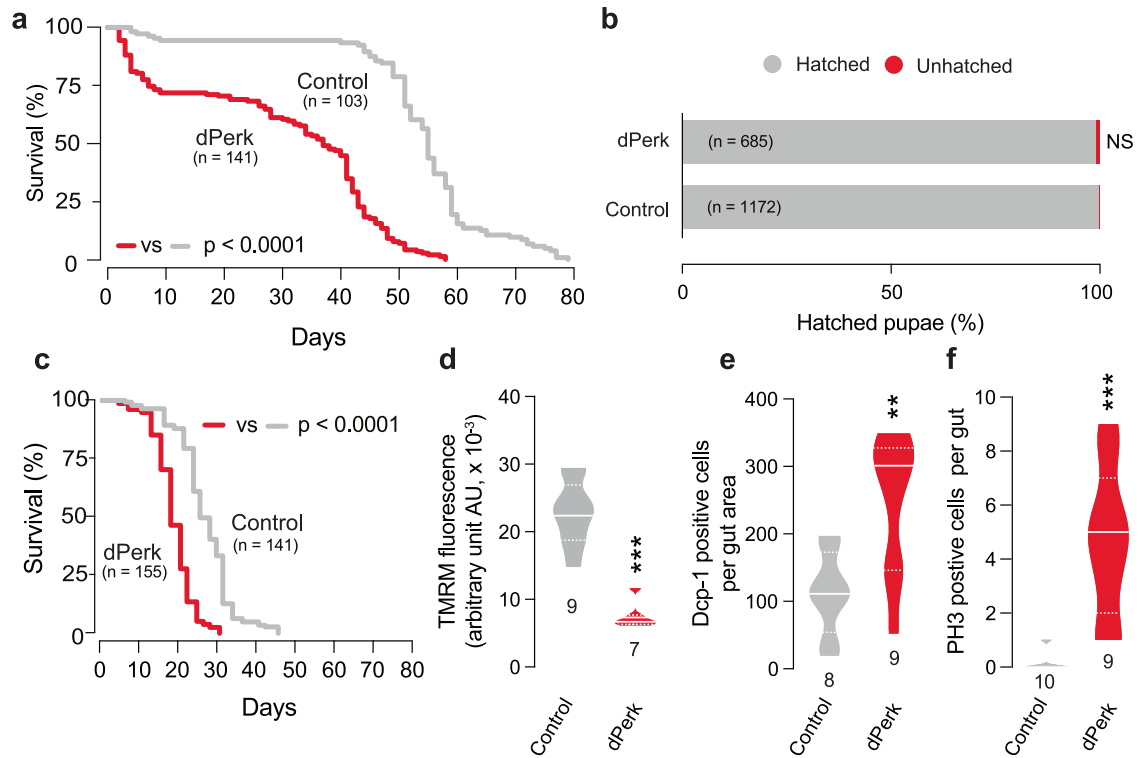 a
100
75
50
25
0
Survival (%)
Control
(n = 103)
dPerk
(n = 141)
vs p < 0.0001
0 10 20 30 40 50 60 70 80
Days
b
Hatched Unhatched
dPerk
(n = 685)
NS
Control
(n = 1172)
0 50 100
Hatched pupae (%)
c
100
75
50
25
0
Survival (%)
vs p < 0.0001
Control
(n = 141)
dPerk
(n = 155)
0 10 20 30 40 50 60 70 80
Days
d
TMRM fluorescence
(arbitrary unit AU, x 10-³)
40
30
20
10
0
***
9
7
Control
dPerk
e
Dcp-1 positive cells
per gut area
400
300
200
100
0
**
8
9
Control
dPerk
f
PH3 postive cells per gut
10
8
6
4
2
0
***
10
9
Control
dPerk